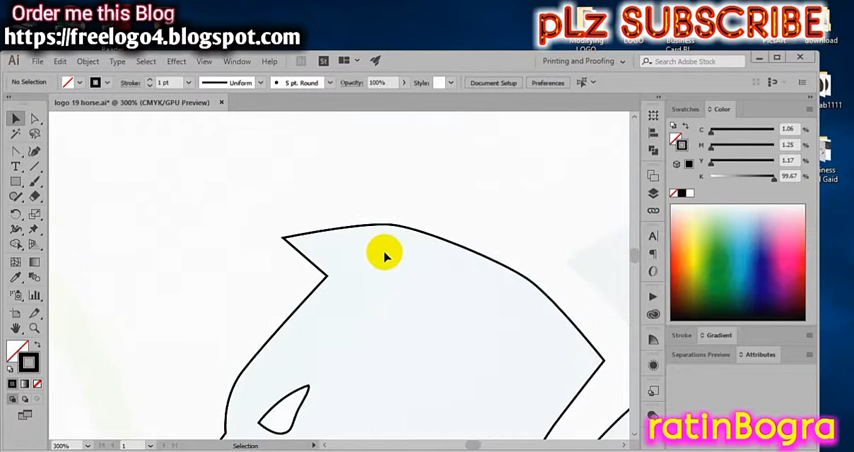 Order me this Blog
https://freelogo4.blogspot.com
pLz SUBSCRIBE
File Edit Object Type Select Effect View Window Help
Printing and Proofing
Search Adobe Stock
No Selection
Stroke: 1 pt
Uniform
5 pt. Round
Opacity: 100%
Style:
Document Setup
Preferences
logo 19 horse.ai* @ 300% (CMYK/GPU Preview)
Swatches
Color
C 1.06 %
M 1.25 %
Y 1.17 %
K 99.67 %
Stroke
Gradient
Separations Preview
Attributes
300%
1
Selection
ratinBogra